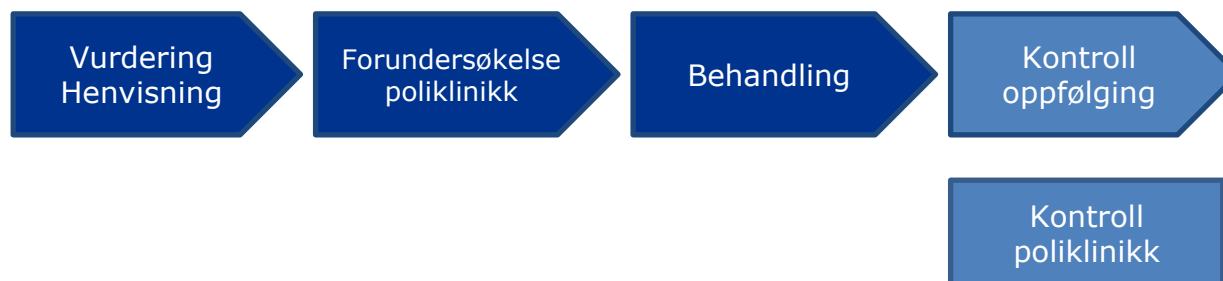 Vurdering
Henvisning
Forundersøkelse
poliklinikk
Behandling
Kontroll
oppfølging
Kontroll
poliklinikk